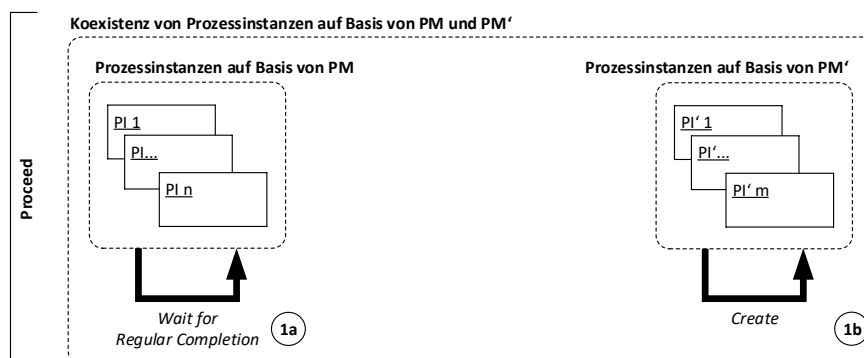 Koexistenz von Prozessinstanzen auf Basis von PM und PM‘
Proceed
Prozessinstanzen auf Basis von PM
PI 1
PI...
PI n
Wait for
Regular Completion
1a
Prozessinstanzen auf Basis von PM‘
PI‘ 1
PI‘...
PI‘ m
Create
1b